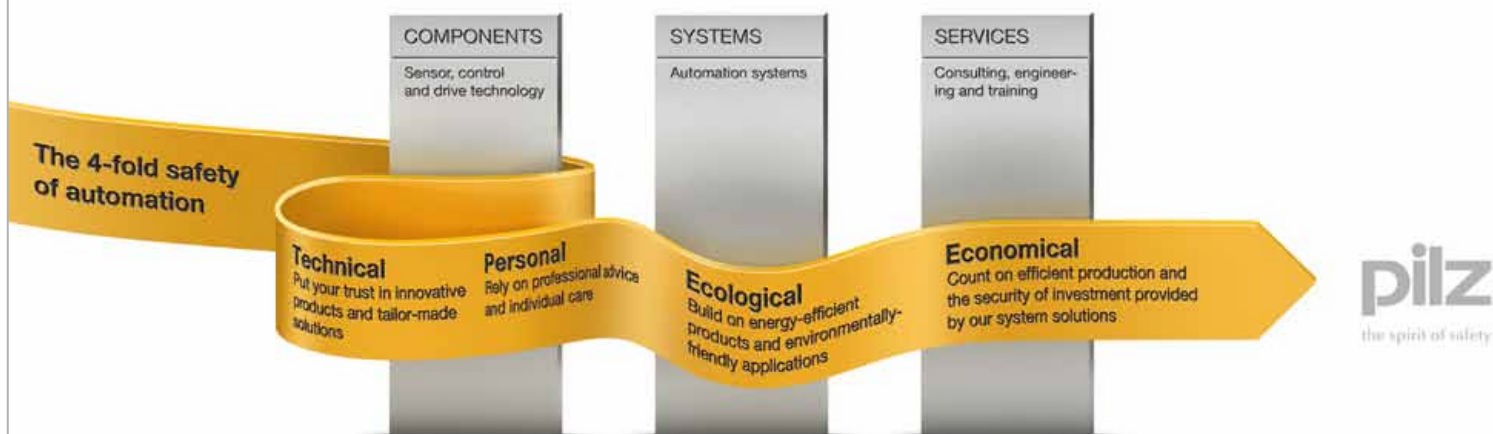 COMPONENTS
Sensor, control
and drive technology
SYSTEMS
Automation systems
SERVICES
Consulting, engineer-
ing and training
The 4-fold safety
of automation
Technical
Put your trust in innovative
products and tailor-made
solutions
Personal
Rely on professional advice
and individual care
Ecological
Build on energy-efficient
products and environmentally-
friendly applications
Economical
Count on efficient production and
the security of investment provided
by our system solutions
pilz
the spirit of safety